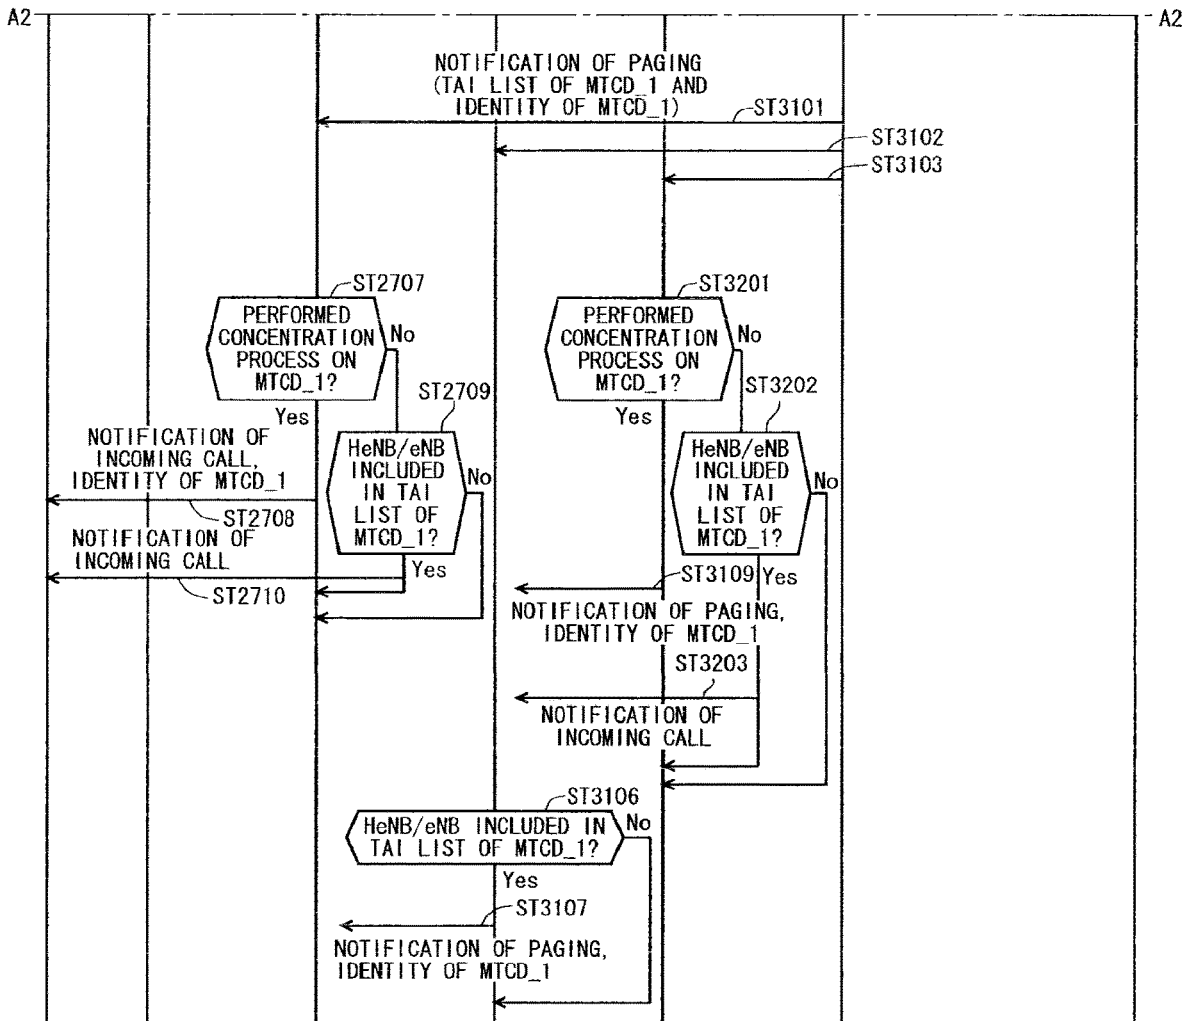 A2
A2
NOTIFICATION OF PAGING
(TAI LIST OF MTCD_1 AND
IDENTITY OF MTCD_1)
ST3101
ST3102
ST3103
ST2707
PERFORMED
CONCENTRATION
PROCESS ON
MTCD_1?
No
Yes
ST3201
PERFORMED
CONCENTRATION
PROCESS ON
MTCD_1?
No
Yes
ST2709
HeNB/eNB
INCLUDED
IN TAI
LIST OF
MTCD_1?
No
Yes
ST3202
HeNB/eNB
INCLUDED
IN TAI
LIST OF
MTCD_1?
No
Yes
NOTIFICATION OF
INCOMING CALL,
IDENTITY OF MTCD_1
ST2708
NOTIFICATION OF
INCOMING CALL
ST2710
ST3109
NOTIFICATION OF PAGING,
IDENTITY OF MTCD_1
ST3203
NOTIFICATION OF
INCOMING CALL
ST3106
HeNB/eNB INCLUDED IN
TAI LIST OF MTCD_1?
No
Yes
ST3107
NOTIFICATION OF PAGING,
IDENTITY OF MTCD_1